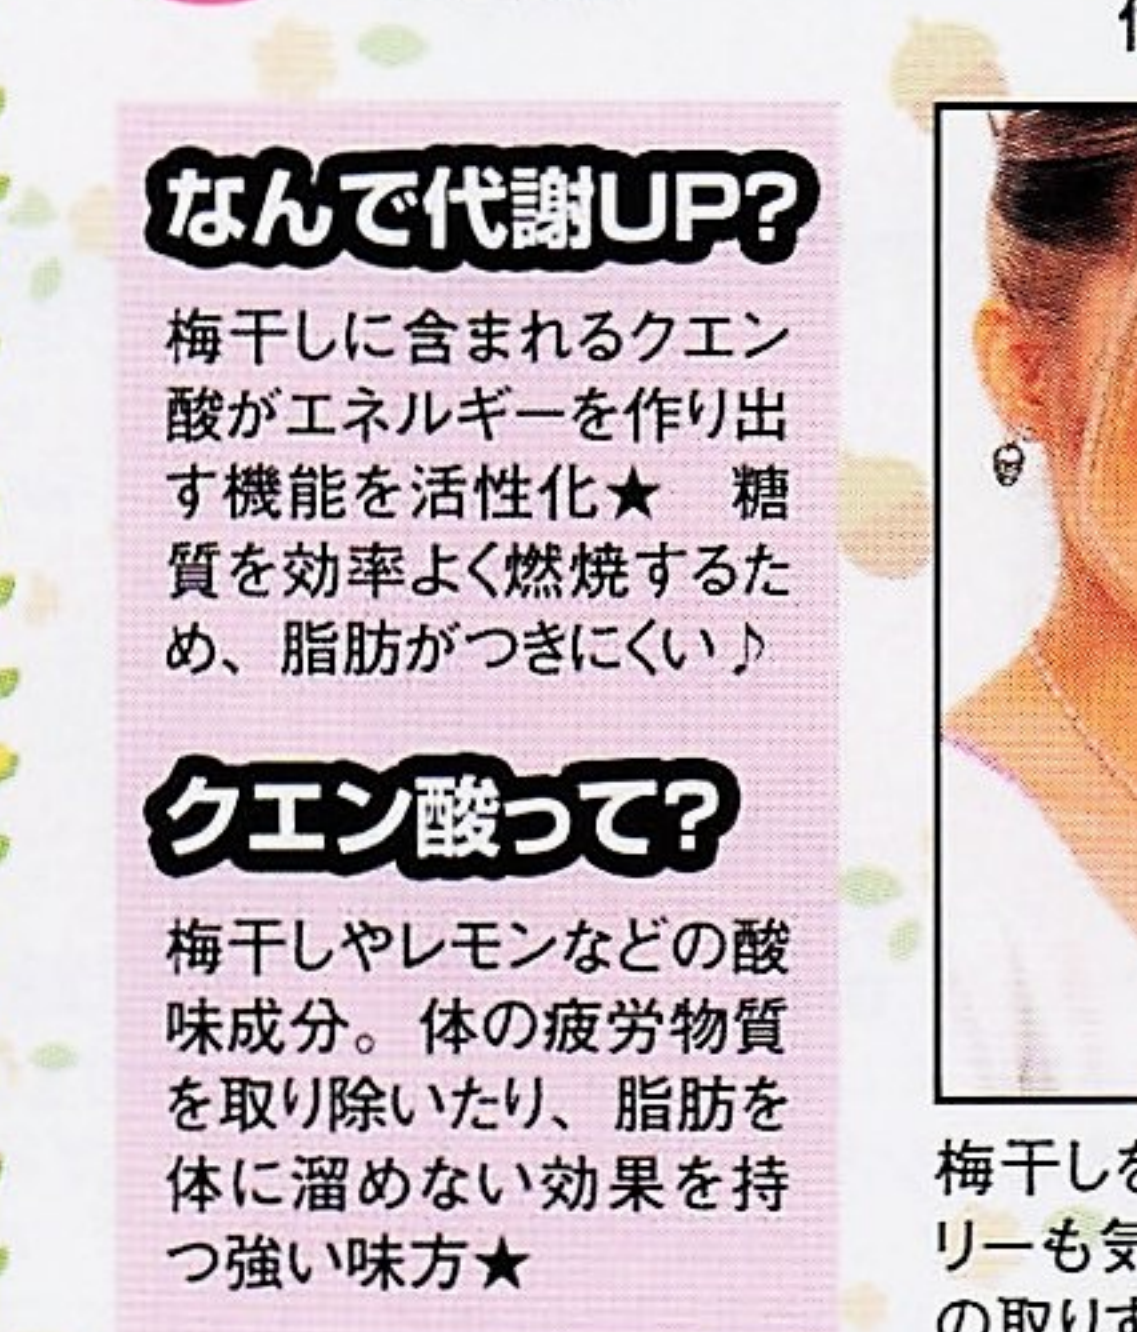 なんで代謝UP?
梅干しに含まれるクエン
酸がエネルギーを作り出
す機能を活性化★　糖
質を効率よく燃焼するた
め、脂肪がつきにくい♪
クエン酸って?
梅干しやレモンなどの酸
味成分。体の疲労物質
を取り除いたり、脂肪を
体に溜めない効果を持
つ強い味方★
梅干しを
リーも気
の取りす